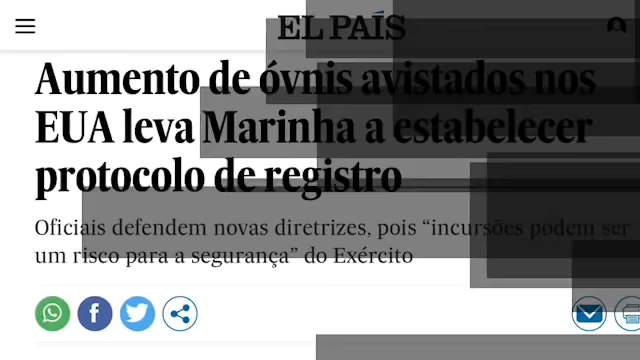 EL PAÍS
Aumento de óvnis avistados nos
EUA leva Marinha a estabelecer
protocolo de registro
Oficiais defendem novas diretrizes, pois “incursões podem ser
um risco para a segurança” do Exército